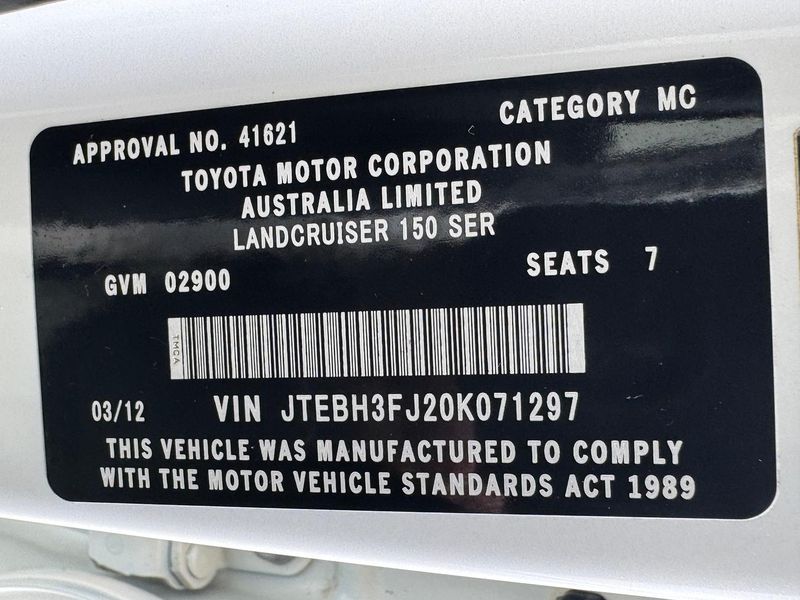 APPROVAL NO. 41621 CATEGORY MC
TOYOTA MOTOR CORPORATION
AUSTRALIA LIMITED
LANDCRUISER 150 SER
GVM 02900 SEATS 7
TMCA
03/12 VIN JTEBH3FJ20K071297
THIS VEHICLE WAS MANUFACTURED TO COMPLY
WITH THE MOTOR VEHICLE STANDARDS ACT 1989